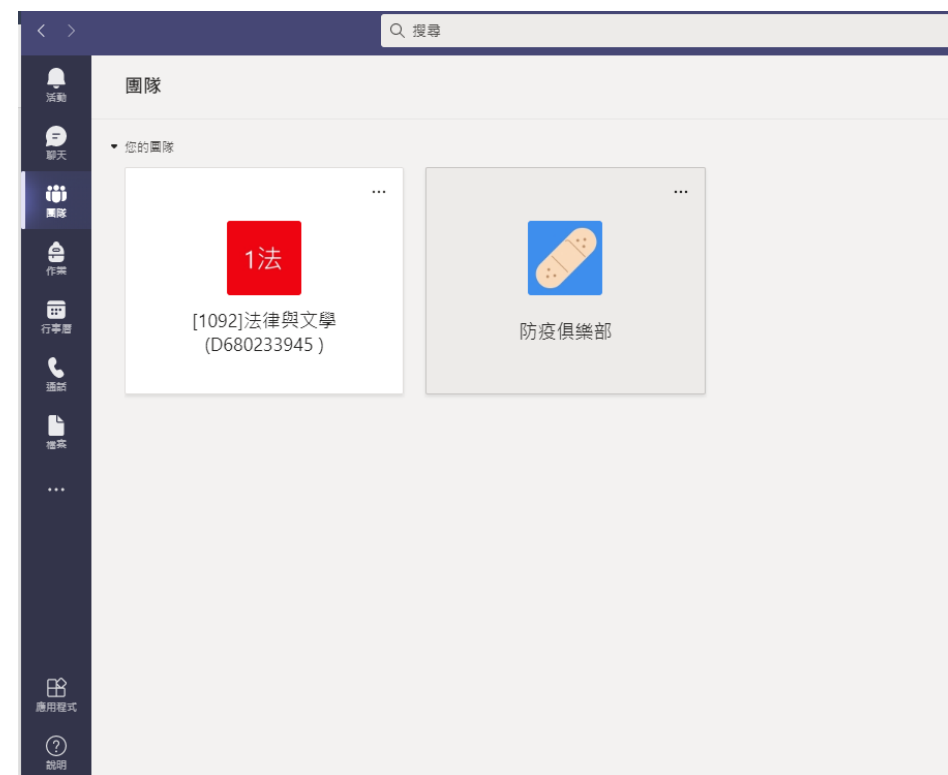 搜尋
活動
聊天
團隊
作業
行事曆
通話
檔案
應用程式
說明
團隊
您的團隊
1法
[1092]法律與文學
(D680233945 )
防疫俱樂部